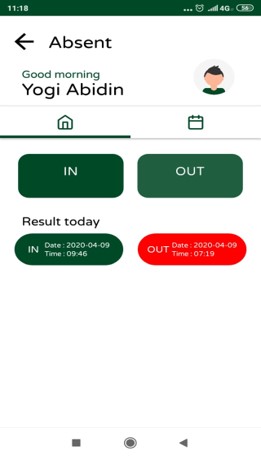 11:18
4G
56
Absent
Good morning
Yogi Abidin
IN
OUT
Result today
IN Date : 2020-04-09
Time : 09:46
OUT Date : 2020-04-09
Time : 07:19